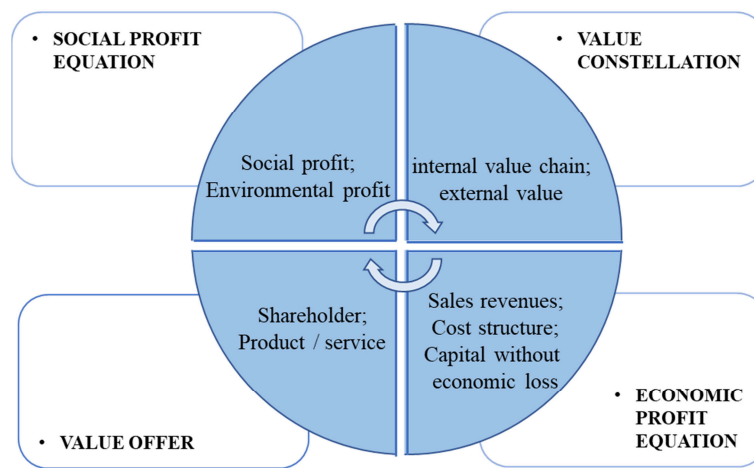 • SOCIAL PROFIT
EQUATION
• VALUE
CONSTELLATION
Social profit;
Environmental profit
internal value chain;
external value
Shareholder;
Product / service
Sales revenues;
Cost structure;
Capital without
economic loss
• VALUE OFFER
• ECONOMIC
PROFIT
EQUATION